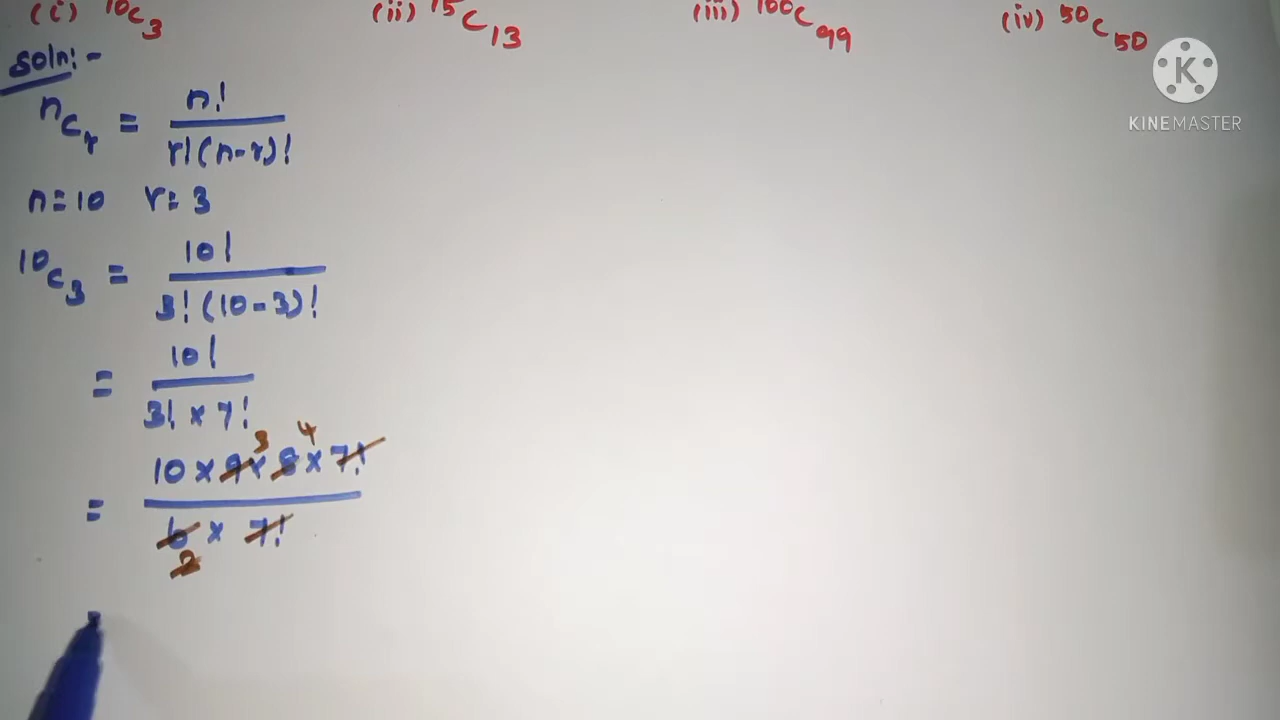 (i) ¹⁰C₃ (ii) ¹⁵C₁₃ (iii) ¹⁰⁰C₉₉ (iv) ⁵⁰C₅₀
Soln:-
ⁿCᵣ = n! / r!(n-r)!
n=10 r=3
¹⁰C₃ = 10! / 3!(10-3)!
= 10! / 3! × 7!
3 4
= 10 × 9 × 8 × 7! / 6 × 7!
2
=
K
KINEMASTER